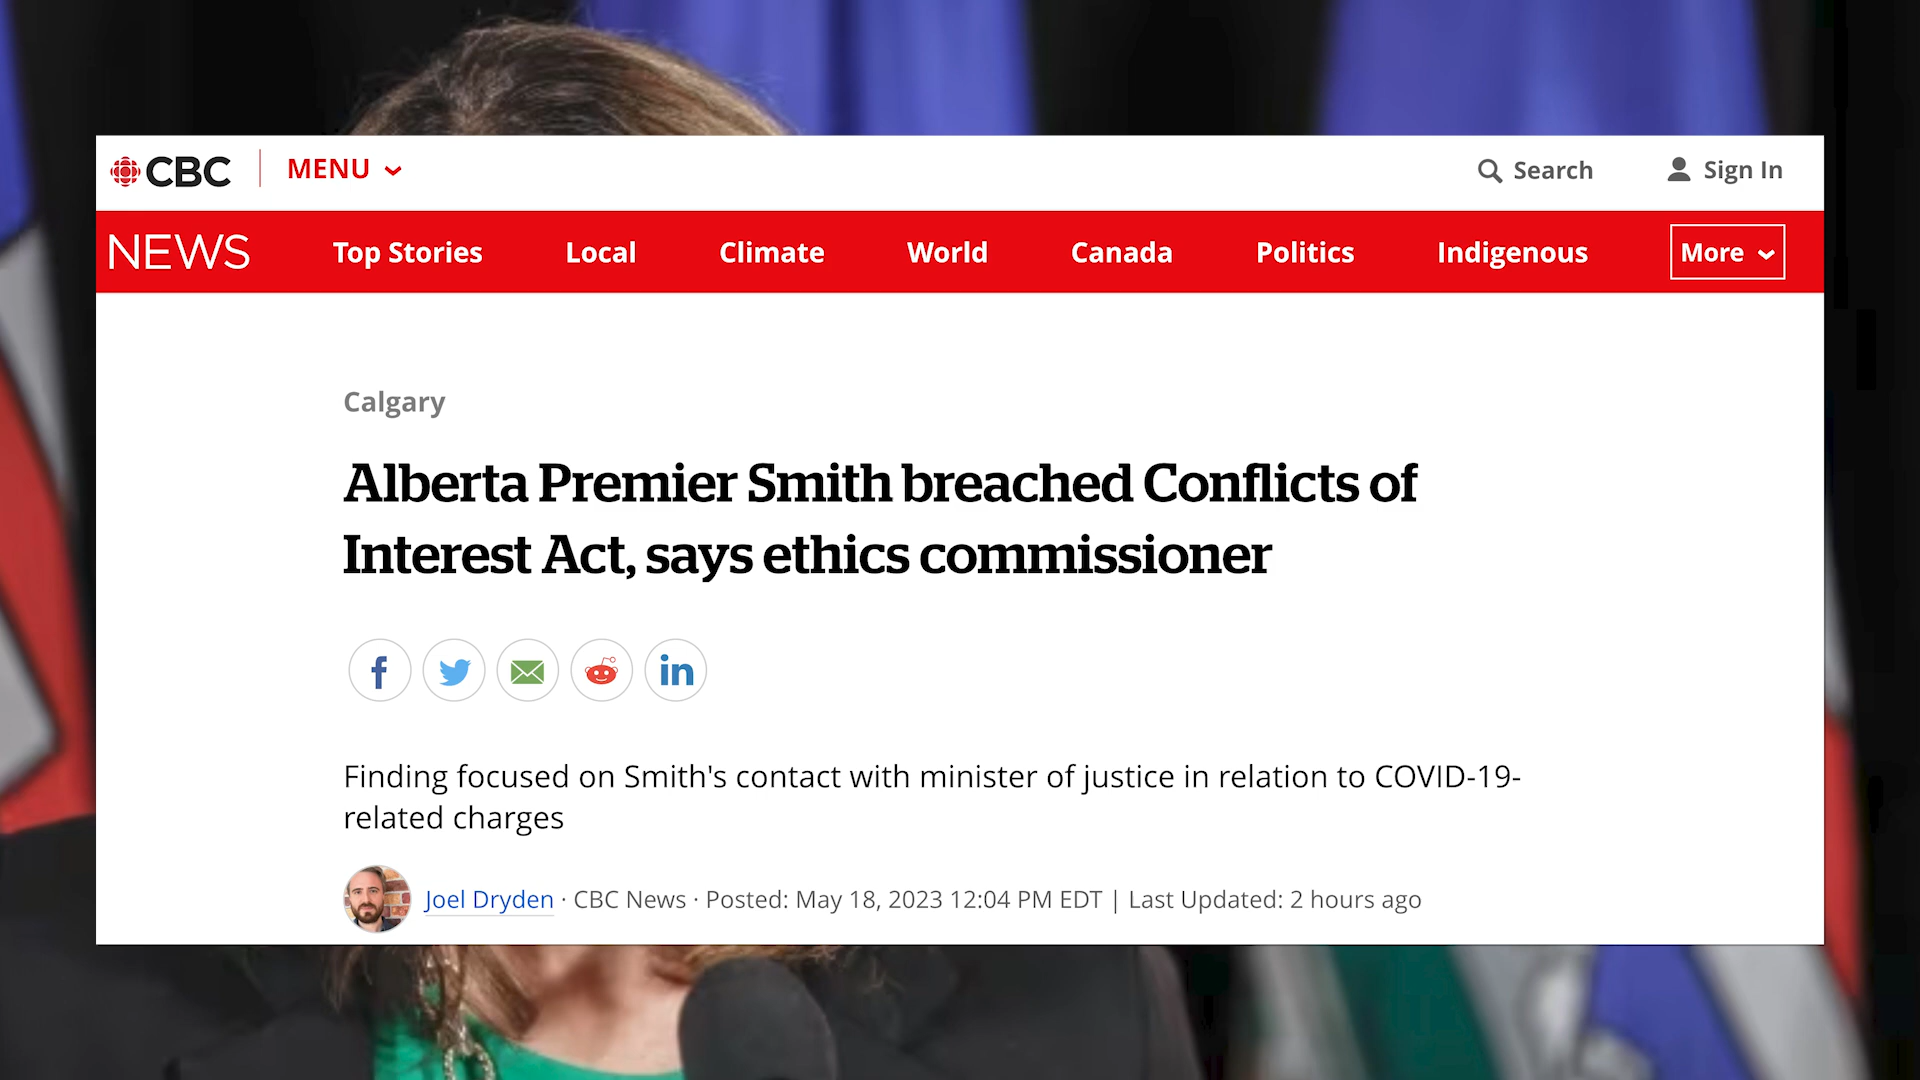 CBC
MENU
Search
Sign In
NEWS
Top Stories
Local
Climate
World
Canada
Politics
Indigenous
More
Calgary
Alberta Premier Smith breached Conflicts of
Interest Act, says ethics commissioner
f
in
Finding focused on Smith's contact with minister of justice in relation to COVID-19-
related charges
Joel Dryden · CBC News · Posted: May 18, 2023 12:04 PM EDT | Last Updated: 2 hours ago